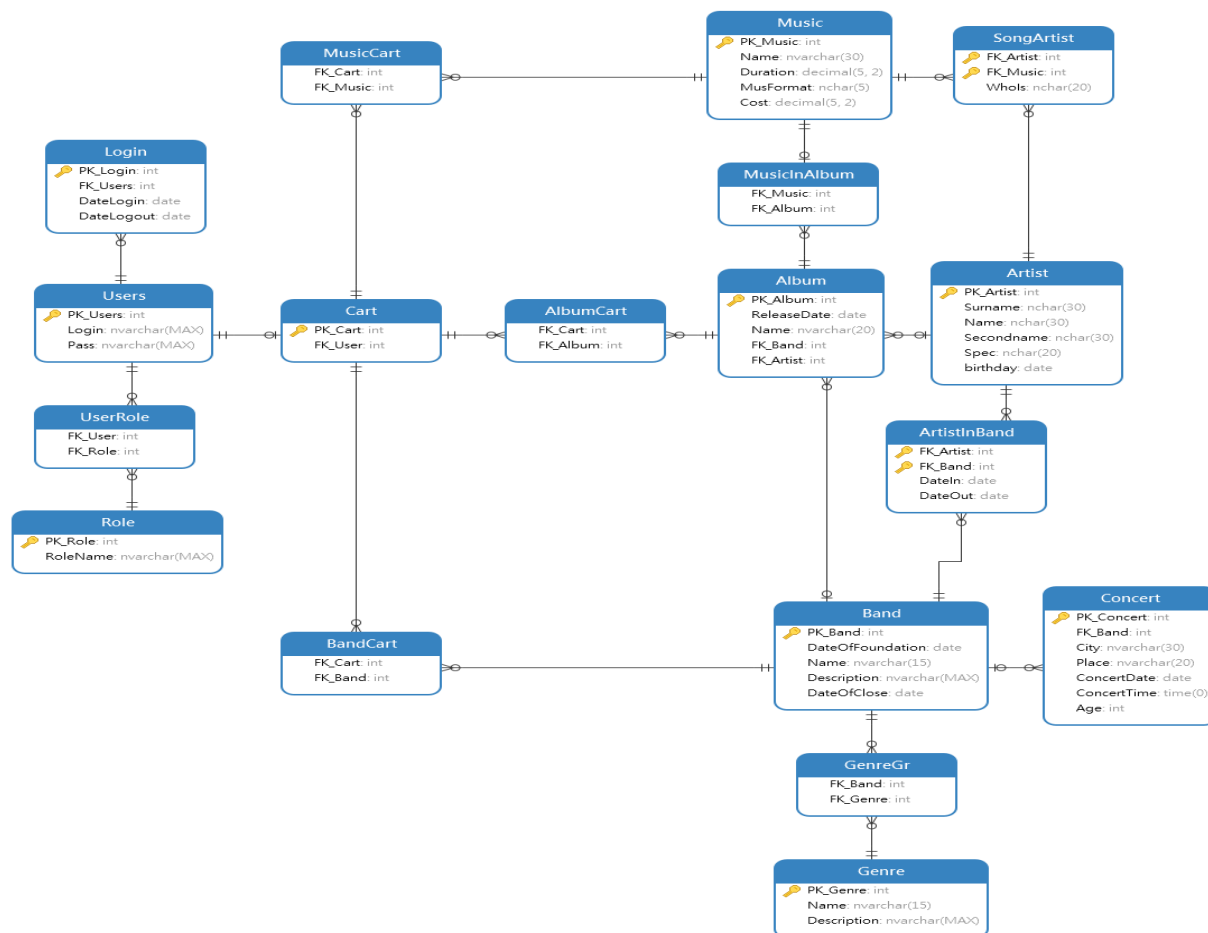 Music
PK_Music: int
Name: nvarchar(30)
Duration: decimal(5, 2)
MusFormat: nchar(5)
Cost: decimal(5, 2)
SongArtist
FK_Artist: int
FK_Music: int
WhoIs: nchar(20)
MusicCart
FK_Cart: int
FK_Music: int
Login
PK_Login: int
FK_Users: int
DateLogin: date
DateLogout: date
MusicInAlbum
FK_Music: int
FK_Album: int
Users
PK_Users: int
Login: nvarchar(MAX)
Pass: nvarchar(MAX)
Cart
PK_Cart: int
FK_User: int
AlbumCart
FK_Cart: int
FK_Album: int
Album
PK_Album: int
ReleaseDate: date
Name: nvarchar(20)
FK_Band: int
FK_Artist: int
Artist
PK_Artist: int
Surname: nchar(30)
Name: nchar(30)
Secondname: nchar(30)
Spec: nchar(20)
birthday: date
UserRole
FK_User: int
FK_Role: int
ArtistInBand
FK_Artist: int
FK_Band: int
DateIn: date
DateOut: date
Role
PK_Role: int
RoleName: nvarchar(MAX)
BandCart
FK_Cart: int
FK_Band: int
Band
PK_Band: int
DateOfFoundation: date
Name: nvarchar(15)
Description: nvarchar(MAX)
DateOfClose: date
Concert
PK_Concert: int
FK_Band: int
City: nvarchar(30)
Place: nvarchar(20)
ConcertDate: date
ConcertTime: time(0)
Age: int
GenreGr
FK_Band: int
FK_Genre: int
Genre
PK_Genre: int
Name: nvarchar(15)
Description: nvarchar(MAX)